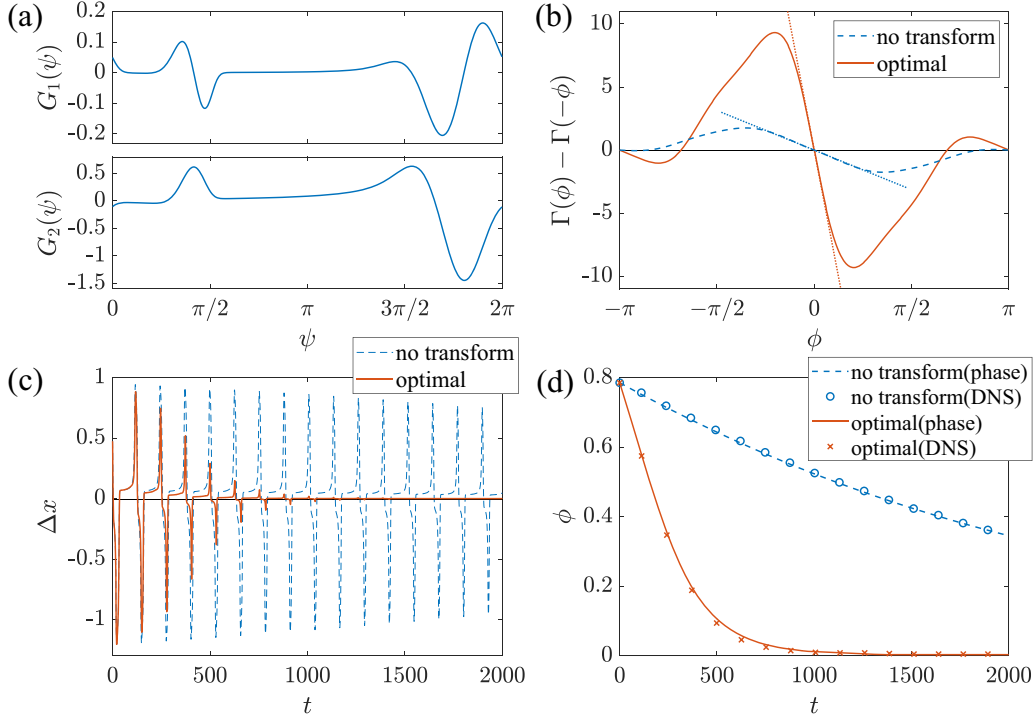 (a)
0.2
0.1
0
-0.1
-0.2
G₁(ψ)
0.5
0
-0.5
-1
-1.5
G₂(ψ)
0 π/2 π 3π/2 2π
ψ
(b)
no transform
optimal
10
5
0
-5
-10
Γ(ϕ) − Γ(−ϕ)
−π −π/2 0 π/2 π
ϕ
(c)
no transform
optimal
1
0.5
0
-0.5
-1
Δx
0 500 1000 1500 2000
t
(d)
no transform(phase)
no transform(DNS)
optimal(phase)
optimal(DNS)
0.8
0.6
0.4
0.2
0
ϕ
0 500 1000 1500 2000
t